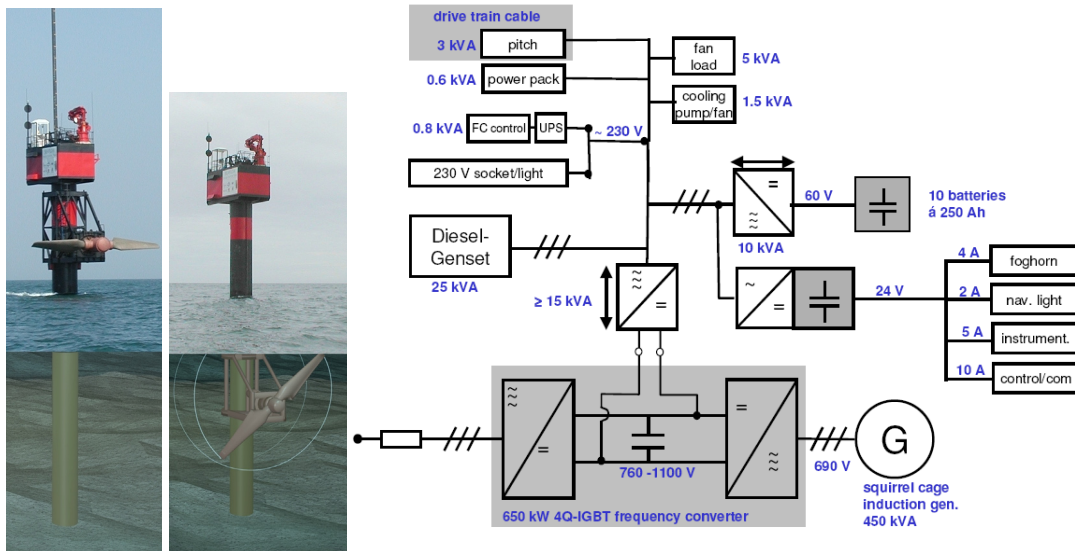 drive train cable
3 kVA
pitch
0.6 kVA
power pack
fan
load
5 kVA
cooling
pump/fan
1.5 kVA
0.8 kVA
FC control
UPS
~ 230 V
230 V socket/light
=
~
~
~
10 kVA
60 V
10 batteries
á 250 Ah
Diesel-
Genset
25 kVA
≥ 15 kVA
~
~
~
=
~
=
24 V
4 A
foghorn
2 A
nav. light
5 A
instrument.
10 A
control/com
~
~
~
=
760 -1100 V
=
~
~
~
690 V
G
squirrel cage
induction gen.
450 kVA
650 kW 4Q-IGBT frequency converter